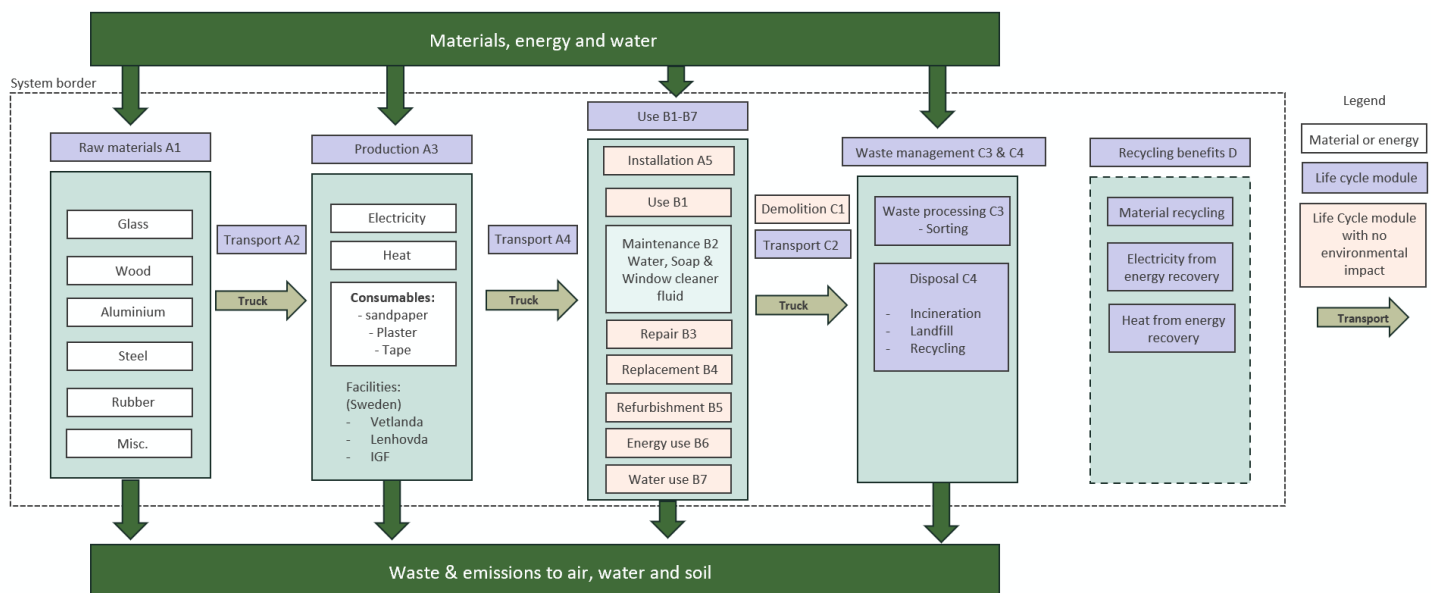 Materials, energy and water
System border
Raw materials A1
Glass
Wood
Aluminium
Steel
Rubber
Misc.
Transport A2
Truck
Production A3
Electricity
Heat
Consumables:
- sandpaper
- Plaster
- Tape
Facilities:
(Sweden)
- Vetlanda
- Lenhovda
- IGF
Transport A4
Truck
Use B1-B7
Installation A5
Use B1
Maintenance B2
Water, Soap &
Window cleaner
fluid
Repair B3
Replacement B4
Refurbishment B5
Energy use B6
Water use B7
Demolition C1
Transport C2
Truck
Waste management C3 & C4
Waste processing C3
- Sorting
Disposal C4
- Incineration
- Landfill
- Recycling
Recycling benefits D
Material recycling
Electricity from
energy recovery
Heat from energy
recovery
Legend
Material or energy
Life cycle module
Life Cycle module
with no
environmental
impact
Transport
Waste & emissions to air, water and soil